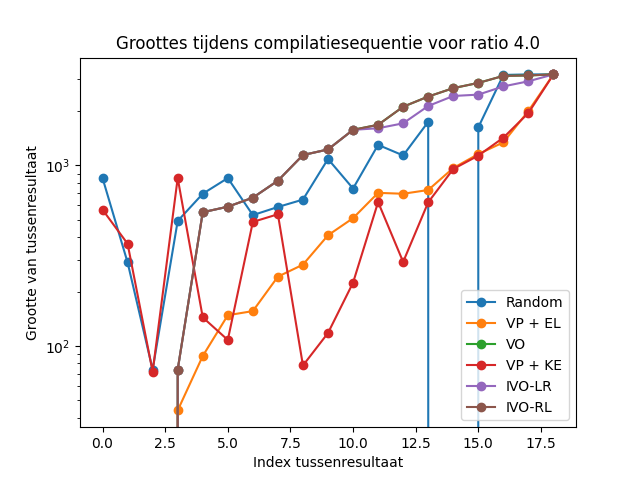 Groottes tijdens compilatiesequentie voor ratio 4.0
Grootte van tussenresultaat
10³
10²
0.0 2.5 5.0 7.5 10.0 12.5 15.0 17.5
Index tussenresultaat
Random
VP + EL
VO
VP + KE
IVO-LR
IVO-RL